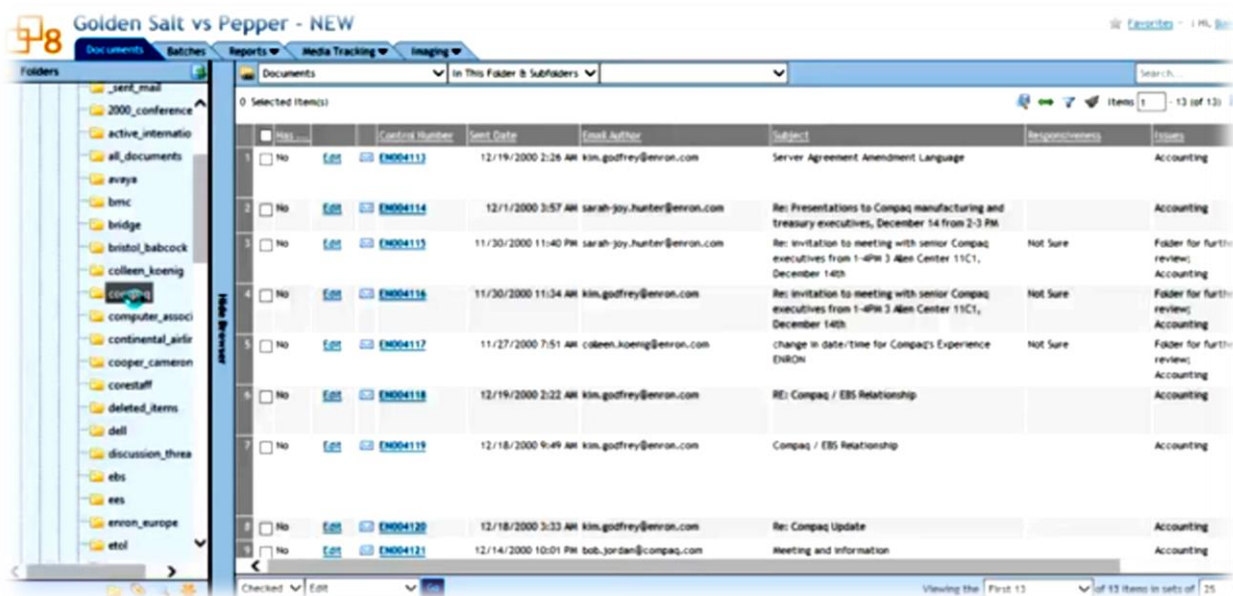 8 Golden Salt vs Pepper - NEW
Favorites
Documents Batches Reports Media Tracking Imaging
Folders Documents In This Folder & Subfolders Search...
_sent_mail
2000_conference
active_internatio
all_documents
avaya
bmc
bridge
bristol_babcock
colleen_koenig
computer_associ
continental_airlin
cooper_cameron
corestaff
deleted_items
dell
discussion_threa
ebs
ees
enron_europe
etol
Hide Browser
0 Selected Item(s) Items 1 - 13 (of 13)
Has ... Control Number Sent Date Email Author Subject Responsiveness Issues
1 No Edit EN004113 12/19/2000 2:26 AM kim.godfrey@enron.com Server Agreement Amendment Language Accounting
2 No Edit EN004114 12/1/2000 3:57 AM sarah-joy.hunter@enron.com Re: Presentations to Compaq manufacturing and Accounting
treasury executives, December 14 from 2-3 PM
3 No Edit EN004115 11/30/2000 11:40 PM sarah-joy.hunter@enron.com Re: invitation to meeting with senior Compaq Not Sure Folder for furthe
executives from 1-4PM 3 Allen Center 11C1, review;
December 14th Accounting
4 No Edit EN004116 11/30/2000 11:34 AM kim.godfrey@enron.com Re: invitation to meeting with senior Compaq Not Sure Folder for furthe
executives from 1-4PM 3 Allen Center 11C1, review;
December 14th Accounting
5 No Edit EN004117 11/27/2000 7:51 AM colleen.koenig@enron.com change in date/time for Compaq's Experience Not Sure Folder for furthe
ENRON review;
Accounting
6 No Edit EN004118 12/19/2000 2:22 AM kim.godfrey@enron.com RE: Compaq / EBS Relationship Accounting
7 No Edit EN004119 12/18/2000 9:49 AM kim.godfrey@enron.com Compaq / EBS Relationship Accounting
8 No Edit EN004120 12/18/2000 3:33 AM kim.godfrey@enron.com Re: Compaq Update Accounting
9 No Edit EN004121 12/14/2000 10:01 PM bob.jordan@compaq.com Meeting and information Accounting
Checked Edit Go Viewing the First 13 of 13 items in sets of 25